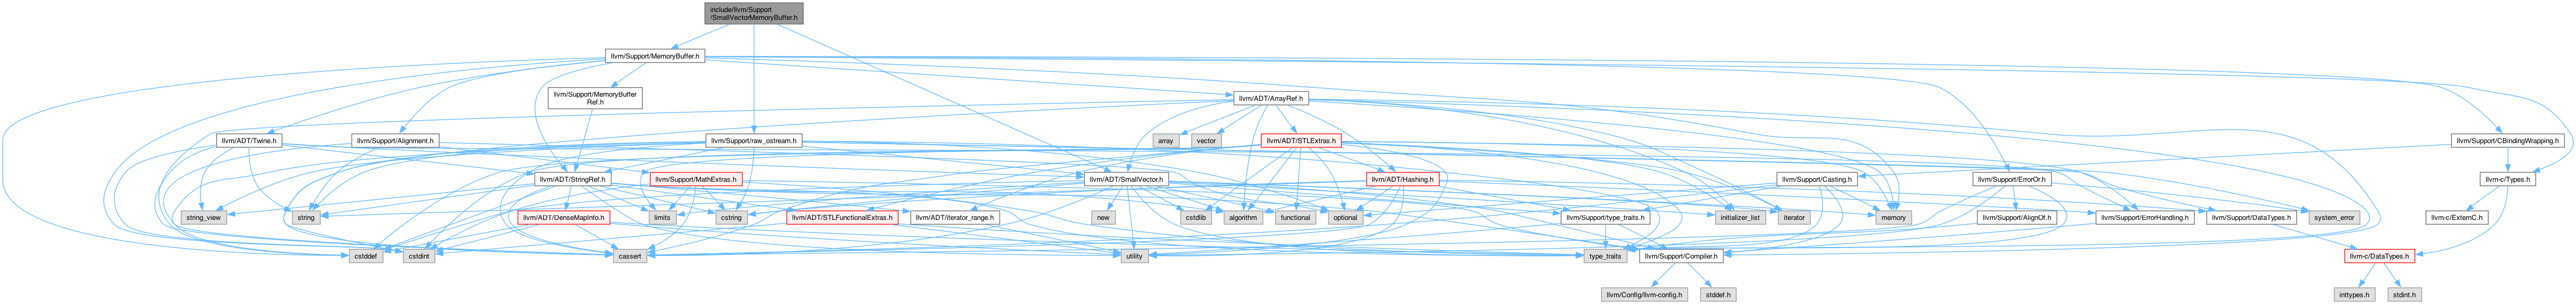 include/llvm/Support
/SmallVectorMemoryBuffer.h
llvm/Support/MemoryBuffer.h
llvm/Support/MemoryBuffer
Ref.h
llvm/ADT/ArrayRef.h
llvm/ADT/Twine.h
llvm/Support/Alignment.h
llvm/Support/raw_ostream.h
array
vector
llvm/ADT/STLExtras.h
llvm/Support/CBindingWrapping.h
llvm/ADT/StringRef.h
llvm/Support/MathExtras.h
llvm/ADT/SmallVector.h
llvm/ADT/Hashing.h
llvm/Support/Casting.h
llvm/Support/ErrorOr.h
llvm-c/Types.h
string_view
string
llvm/ADT/DenseMapInfo.h
limits
cstring
llvm/ADT/STLFunctionalExtras.h
llvm/ADT/iterator_range.h
new
cstdlib
algorithm
functional
optional
llvm/Support/type_traits.h
initializer_list
iterator
memory
llvm/Support/AlignOf.h
llvm/Support/ErrorHandling.h
llvm/Support/DataTypes.h
system_error
llvm-c/ExternC.h
cstddef
cstdint
cassert
utility
type_traits
llvm/Support/Compiler.h
llvm-c/DataTypes.h
llvm/Config/llvm-config.h
stddef.h
inttypes.h
stdint.h